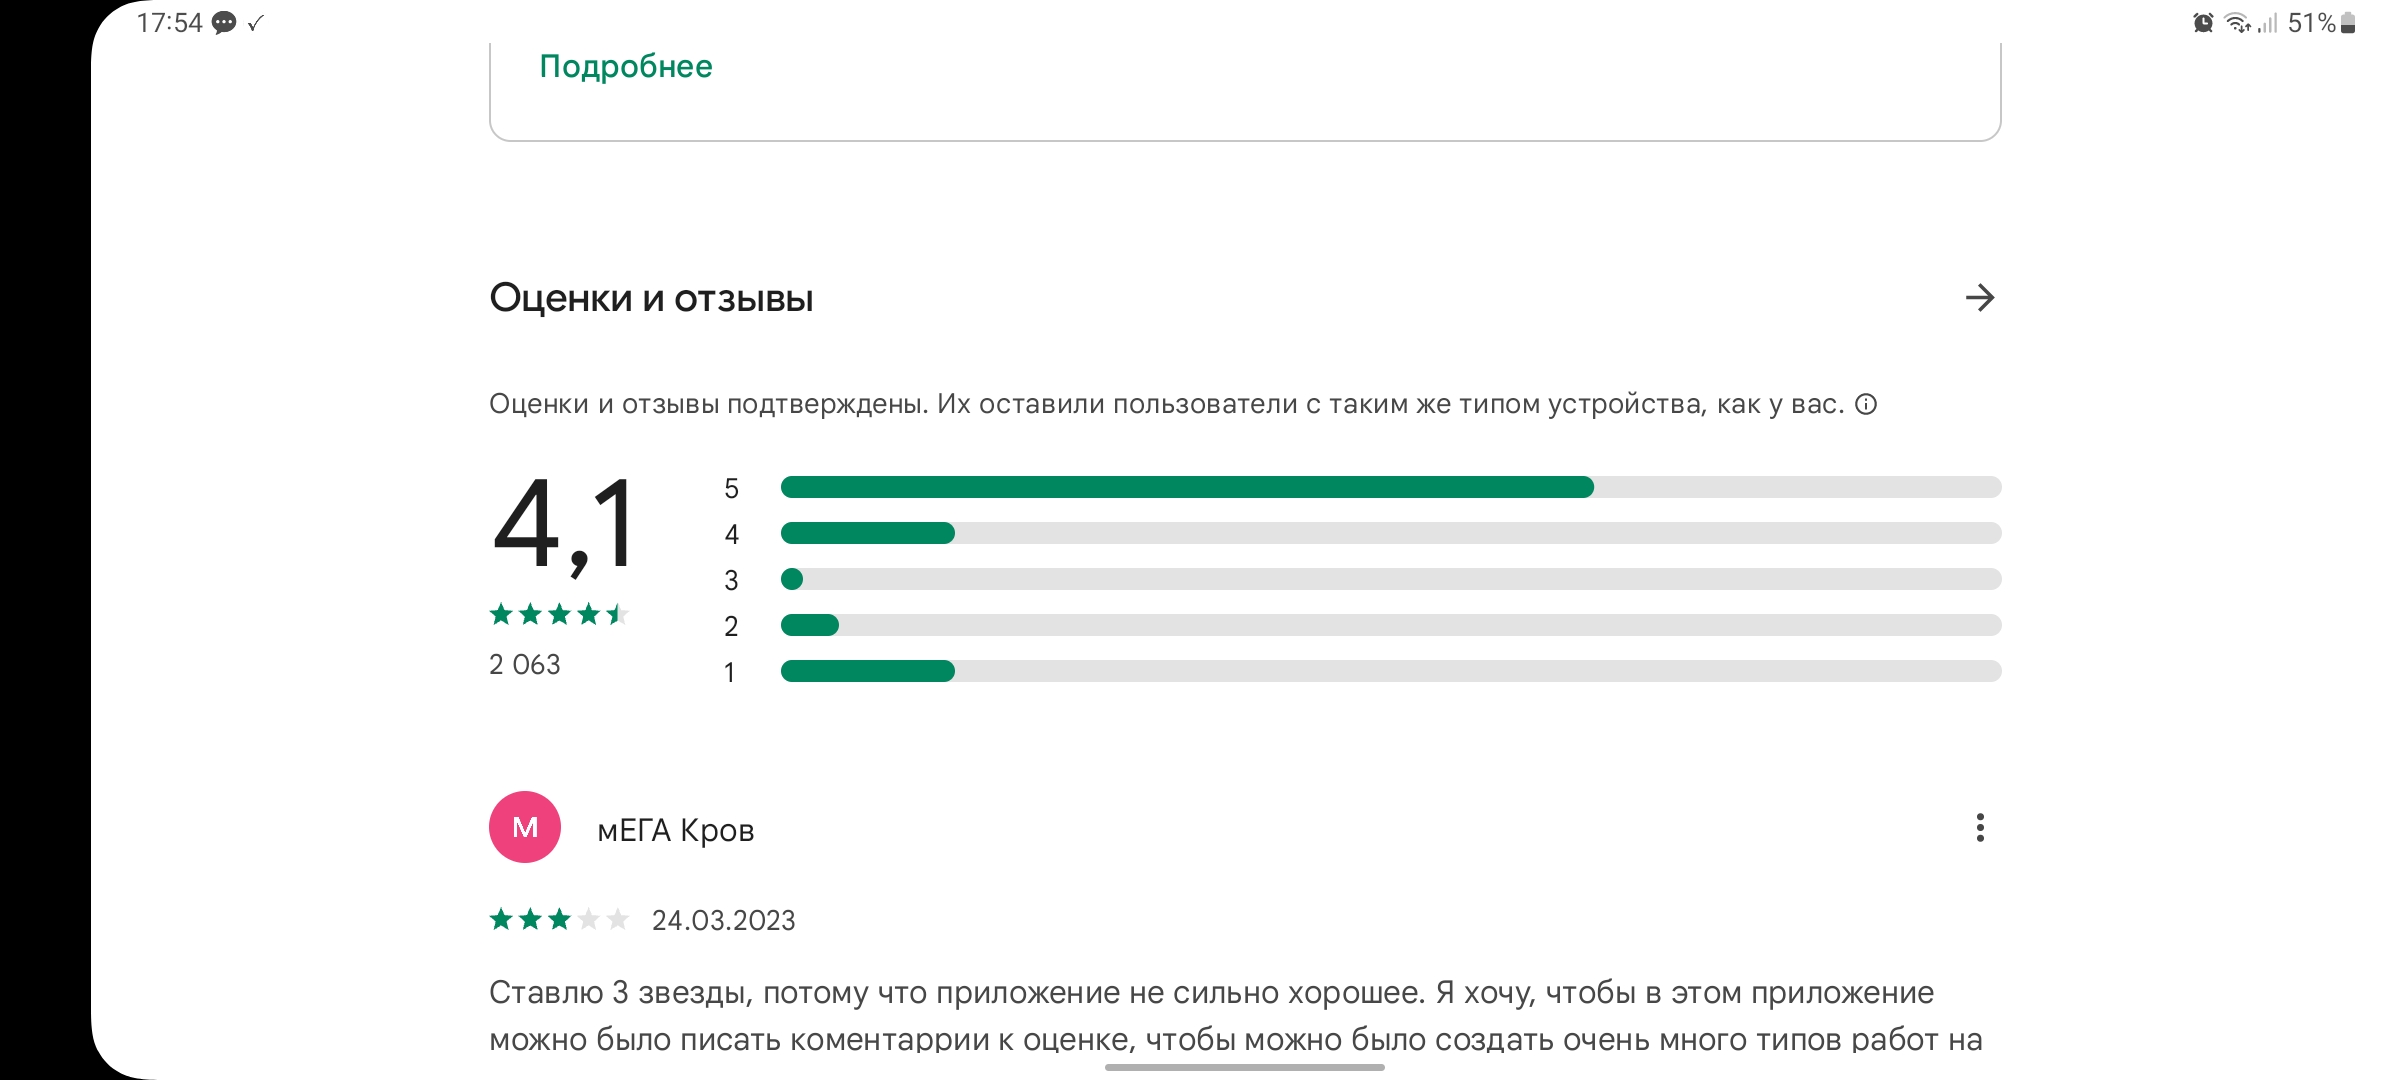 17:54
51%
Подробнее
Оценки и отзывы
Оценки и отзывы подтверждены. Их оставили пользователи с таким же типом устройства, как у вас.
4,1
2 063
5
4
3
2
1
М
мЕГА Кров
24.03.2023
Ставлю 3 звезды, потому что приложение не сильно хорошее. Я хочу, чтобы в этом приложение
можно было писать коментаррии к оценке, чтобы можно было создать очень много типов работ на